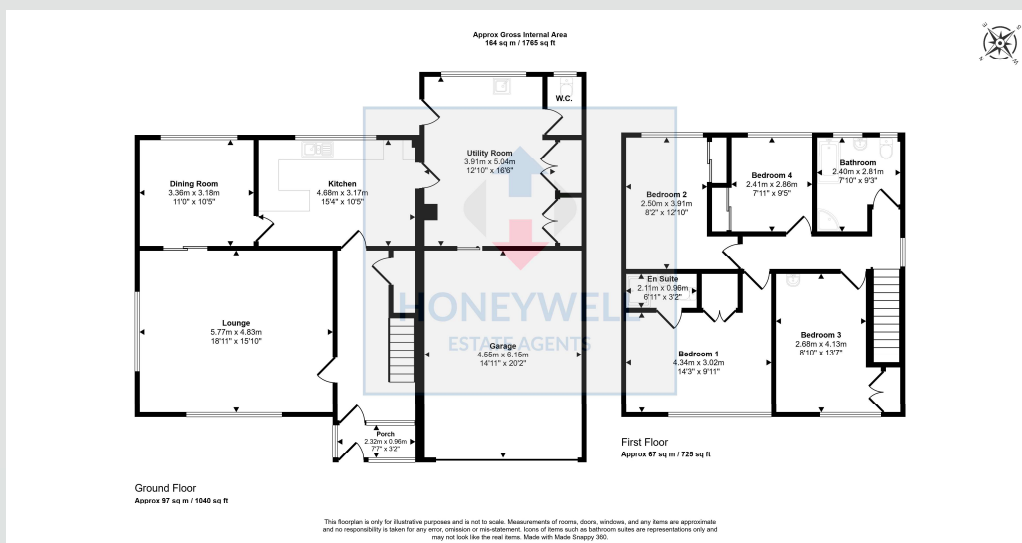 Approx Gross Internal Area
164 sq m / 1765 sq ft
W.C.
Utility Room
3.91m x 5.04m
12'10" x 16'6"
Dining Room
3.36m x 3.18m
11'0" x 10'5"
Kitchen
4.68m x 3.17m
15'4" x 10'5"
Lounge
5.77m x 4.83m
18'11" x 15'10"
Garage
4.55m x 6.15m
14'11" x 20'2"
Porch
2.32m x 0.96m
7'7" x 3'2"
Ground Floor
Approx 97 sq m / 1040 sq ft
Bedroom 2
2.50m x 3.91m
8'2" x 12'10"
Bedroom 4
2.41m x 2.86m
7'11" x 9'5"
Bathroom
2.40m x 2.81m
7'10" x 9'3"
En Suite
2.11m x 0.96m
6'11" x 3'2"
Bedroom 1
4.34m x 3.02m
14'3" x 9'11"
Bedroom 3
2.68m x 4.13m
8'10" x 13'7"
First Floor
Approx 67 sq m / 725 sq ft
HONEYWELL
ESTATE AGENTS
This floorplan is only for illustrative purposes and is not to scale. Measurements of rooms, doors, windows, and any items are approximate
and no responsibility is taken for any error, omission or mis-statement. Icons of items such as bathroom suites are representations only and
may not look like the real items. Made with Made Snappy 360.